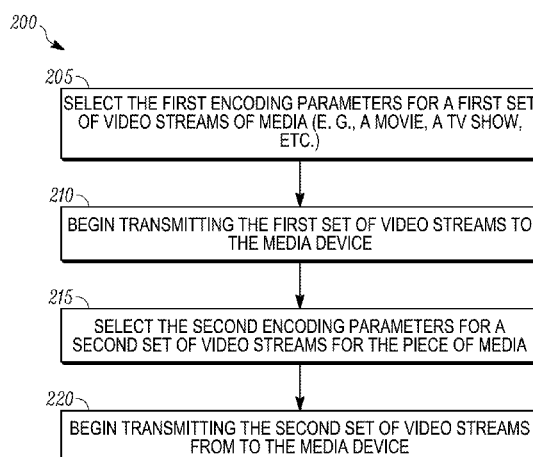 200
205
SELECT THE FIRST ENCODING PARAMETERS FOR A FIRST SET
OF VIDEO STREAMS OF MEDIA (E. G., A MOVIE, A TV SHOW,
ETC.)
210
BEGIN TRANSMITTING THE FIRST SET OF VIDEO STREAMS TO
THE MEDIA DEVICE
215
SELECT THE SECOND ENCODING PARAMETERS FOR A
SECOND SET OF VIDEO STREAMS FOR THE PIECE OF MEDIA
220
BEGIN TRANSMITTING THE SECOND SET OF VIDEO STREAMS
FROM TO THE MEDIA DEVICE